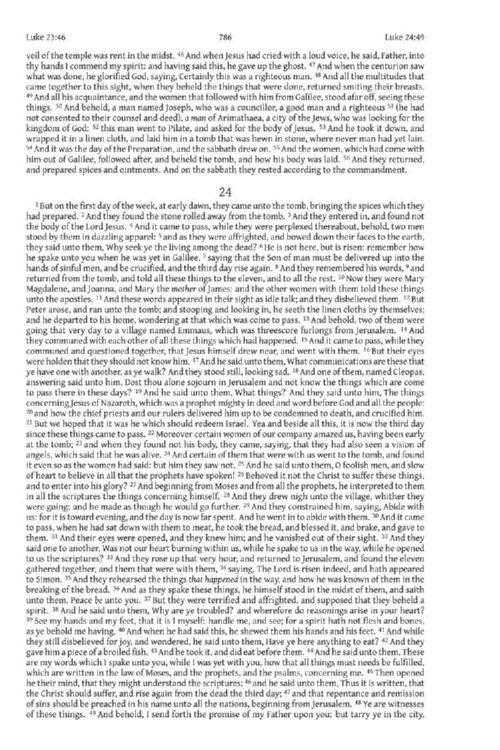 Luke 23:46 786 Luke 24:49
veil of the temple was rent in the midst. 46 And when Jesus had cried with a loud voice, he said, Father, into
thy hands I commend my spirit: and having said this, he gave up the ghost. 47 And when the centurion saw
what was done, he glorified God, saying, Certainly this was a righteous man. 48 And all the multitudes that
came together to this sight, when they beheld the things that were done, returned smiting their breasts.
49 And all his acquaintance, and the women that followed with him from Galilee, stood afar off, seeing these
things. 50 And behold, a man named Joseph, who was a councillor, a good man and a righteous 51 (he had
not consented to their counsel and deed), a man of Arimathaea, a city of the Jews, who was looking for the
kingdom of God: 52 this man went to Pilate, and asked for the body of Jesus. 53 And he took it down, and
wrapped it in a linen cloth, and laid him in a tomb that was hewn in stone, where never man had yet lain.
54 And it was the day of the Preparation, and the sabbath drew on. 55 And the women, which had come with
him out of Galilee, followed after, and beheld the tomb, and how his body was laid. 56 And they returned,
and prepared spices and ointments. And on the sabbath they rested according to the commandment.
24
1 But on the first day of the week, at early dawn, they came unto the tomb, bringing the spices which they
had prepared. 2 And they found the stone rolled away from the tomb. 3 And they entered in, and found not
the body of the Lord Jesus. 4 And it came to pass, while they were perplexed thereabout, behold, two men
stood by them in dazzling apparel: 5 and as they were affrighted, and bowed down their faces to the earth,
they said unto them, Why seek ye the living among the dead? 6 He is not here, but is risen: remember how
he spake unto you when he was yet in Galilee, 7 saying that the Son of man must be delivered up into the
hands of sinful men, and be crucified, and the third day rise again. 8 And they remembered his words, 9 and
returned from the tomb, and told all these things to the eleven, and to all the rest. 10 Now they were Mary
Magdalene, and Joanna, and Mary the mother of James: and the other women with them told these things
unto the apostles. 11 And these words appeared in their sight as idle talk; and they disbelieved them. 12 But
Peter arose, and ran unto the tomb; and stooping and looking in, he seeth the linen cloths by themselves;
and he departed to his home, wondering at that which was come to pass. 13 And behold, two of them were
going that very day to a village named Emmaus, which was threescore furlongs from Jerusalem. 14 And
they communed with each other of all these things which had happened. 15 And it came to pass, while they
communed and questioned together, that Jesus himself drew near, and went with them. 16 But their eyes
were holden that they should not know him. 17 And he said unto them, What communications are these that
ye have one with another, as ye walk? And they stood still, looking sad. 18 And one of them, named Cleopas,
answering said unto him, Dost thou alone sojourn in Jerusalem and not know the things which are come
to pass there in these days? 19 And he said unto them, What things? And they said unto him, The things
concerning Jesus of Nazareth, which was a prophet mighty in deed and word before God and all the people:
20 and how the chief priests and our rulers delivered him up to be condemned to death, and crucified him.
21 But we hoped that it was he which should redeem Israel. Yea and beside all this, it is now the third day
since these things came to pass. 22 Moreover certain women of our company amazed us, having been early
at the tomb; 23 and when they found not his body, they came, saying, that they had also seen a vision of
angels, which said that he was alive. 24 And certain of them that were with us went to the tomb, and found
it even so as the women had said: but him they saw not. 25 And he said unto them, O foolish men, and slow
of heart to believe in all that the prophets have spoken! 26 Behoved it not the Christ to suffer these things,
and to enter into his glory? 27 And beginning from Moses and from all the prophets, he interpreted to them
in all the scriptures the things concerning himself. 28 And they drew nigh unto the village, whither they
were going: and he made as though he would go further. 29 And they constrained him, saying, Abide with
us: for it is toward evening, and the day is now far spent. And he went in to abide with them. 30 And it came
to pass, when he had sat down with them to meat, he took the bread, and blessed it, and brake, and gave to
them. 31 And their eyes were opened, and they knew him; and he vanished out of their sight. 32 And they
said one to another, Was not our heart burning within us, while he spake to us in the way, while he opened
to us the scriptures? 33 And they rose up that very hour, and returned to Jerusalem, and found the eleven
gathered together, and them that were with them, 34 saying, The Lord is risen indeed, and hath appeared
to Simon. 35 And they rehearsed the things that happened in the way, and how he was known of them in the
breaking of the bread. 36 And as they spake these things, he himself stood in the midst of them, and saith
unto them, Peace be unto you. 37 But they were terrified and affrighted, and supposed that they beheld a
spirit. 38 And he said unto them, Why are ye troubled? and wherefore do reasonings arise in your heart?
39 See my hands and my feet, that it is I myself: handle me, and see; for a spirit hath not flesh and bones,
as ye behold me having. 40 And when he had said this, he shewed them his hands and his feet. 41 And while
they still disbelieved for joy, and wondered, he said unto them, Have ye here anything to eat? 42 And they
gave him a piece of a broiled fish. 43 And he took it, and did eat before them. 44 And he said unto them, These
are my words which I spake unto you, while I was yet with you, how that all things must needs be fulfilled,
which are written in the law of Moses, and the prophets, and the psalms, concerning me. 45 Then opened
he their mind, that they might understand the scriptures; 46 and he said unto them, Thus it is written, that
the Christ should suffer, and rise again from the dead the third day; 47 and that repentance and remission
of sins should be preached in his name unto all the nations, beginning from Jerusalem. 48 Ye are witnesses
of these things. 49 And behold, I send forth the promise of my Father upon you: but tarry ye in the city,